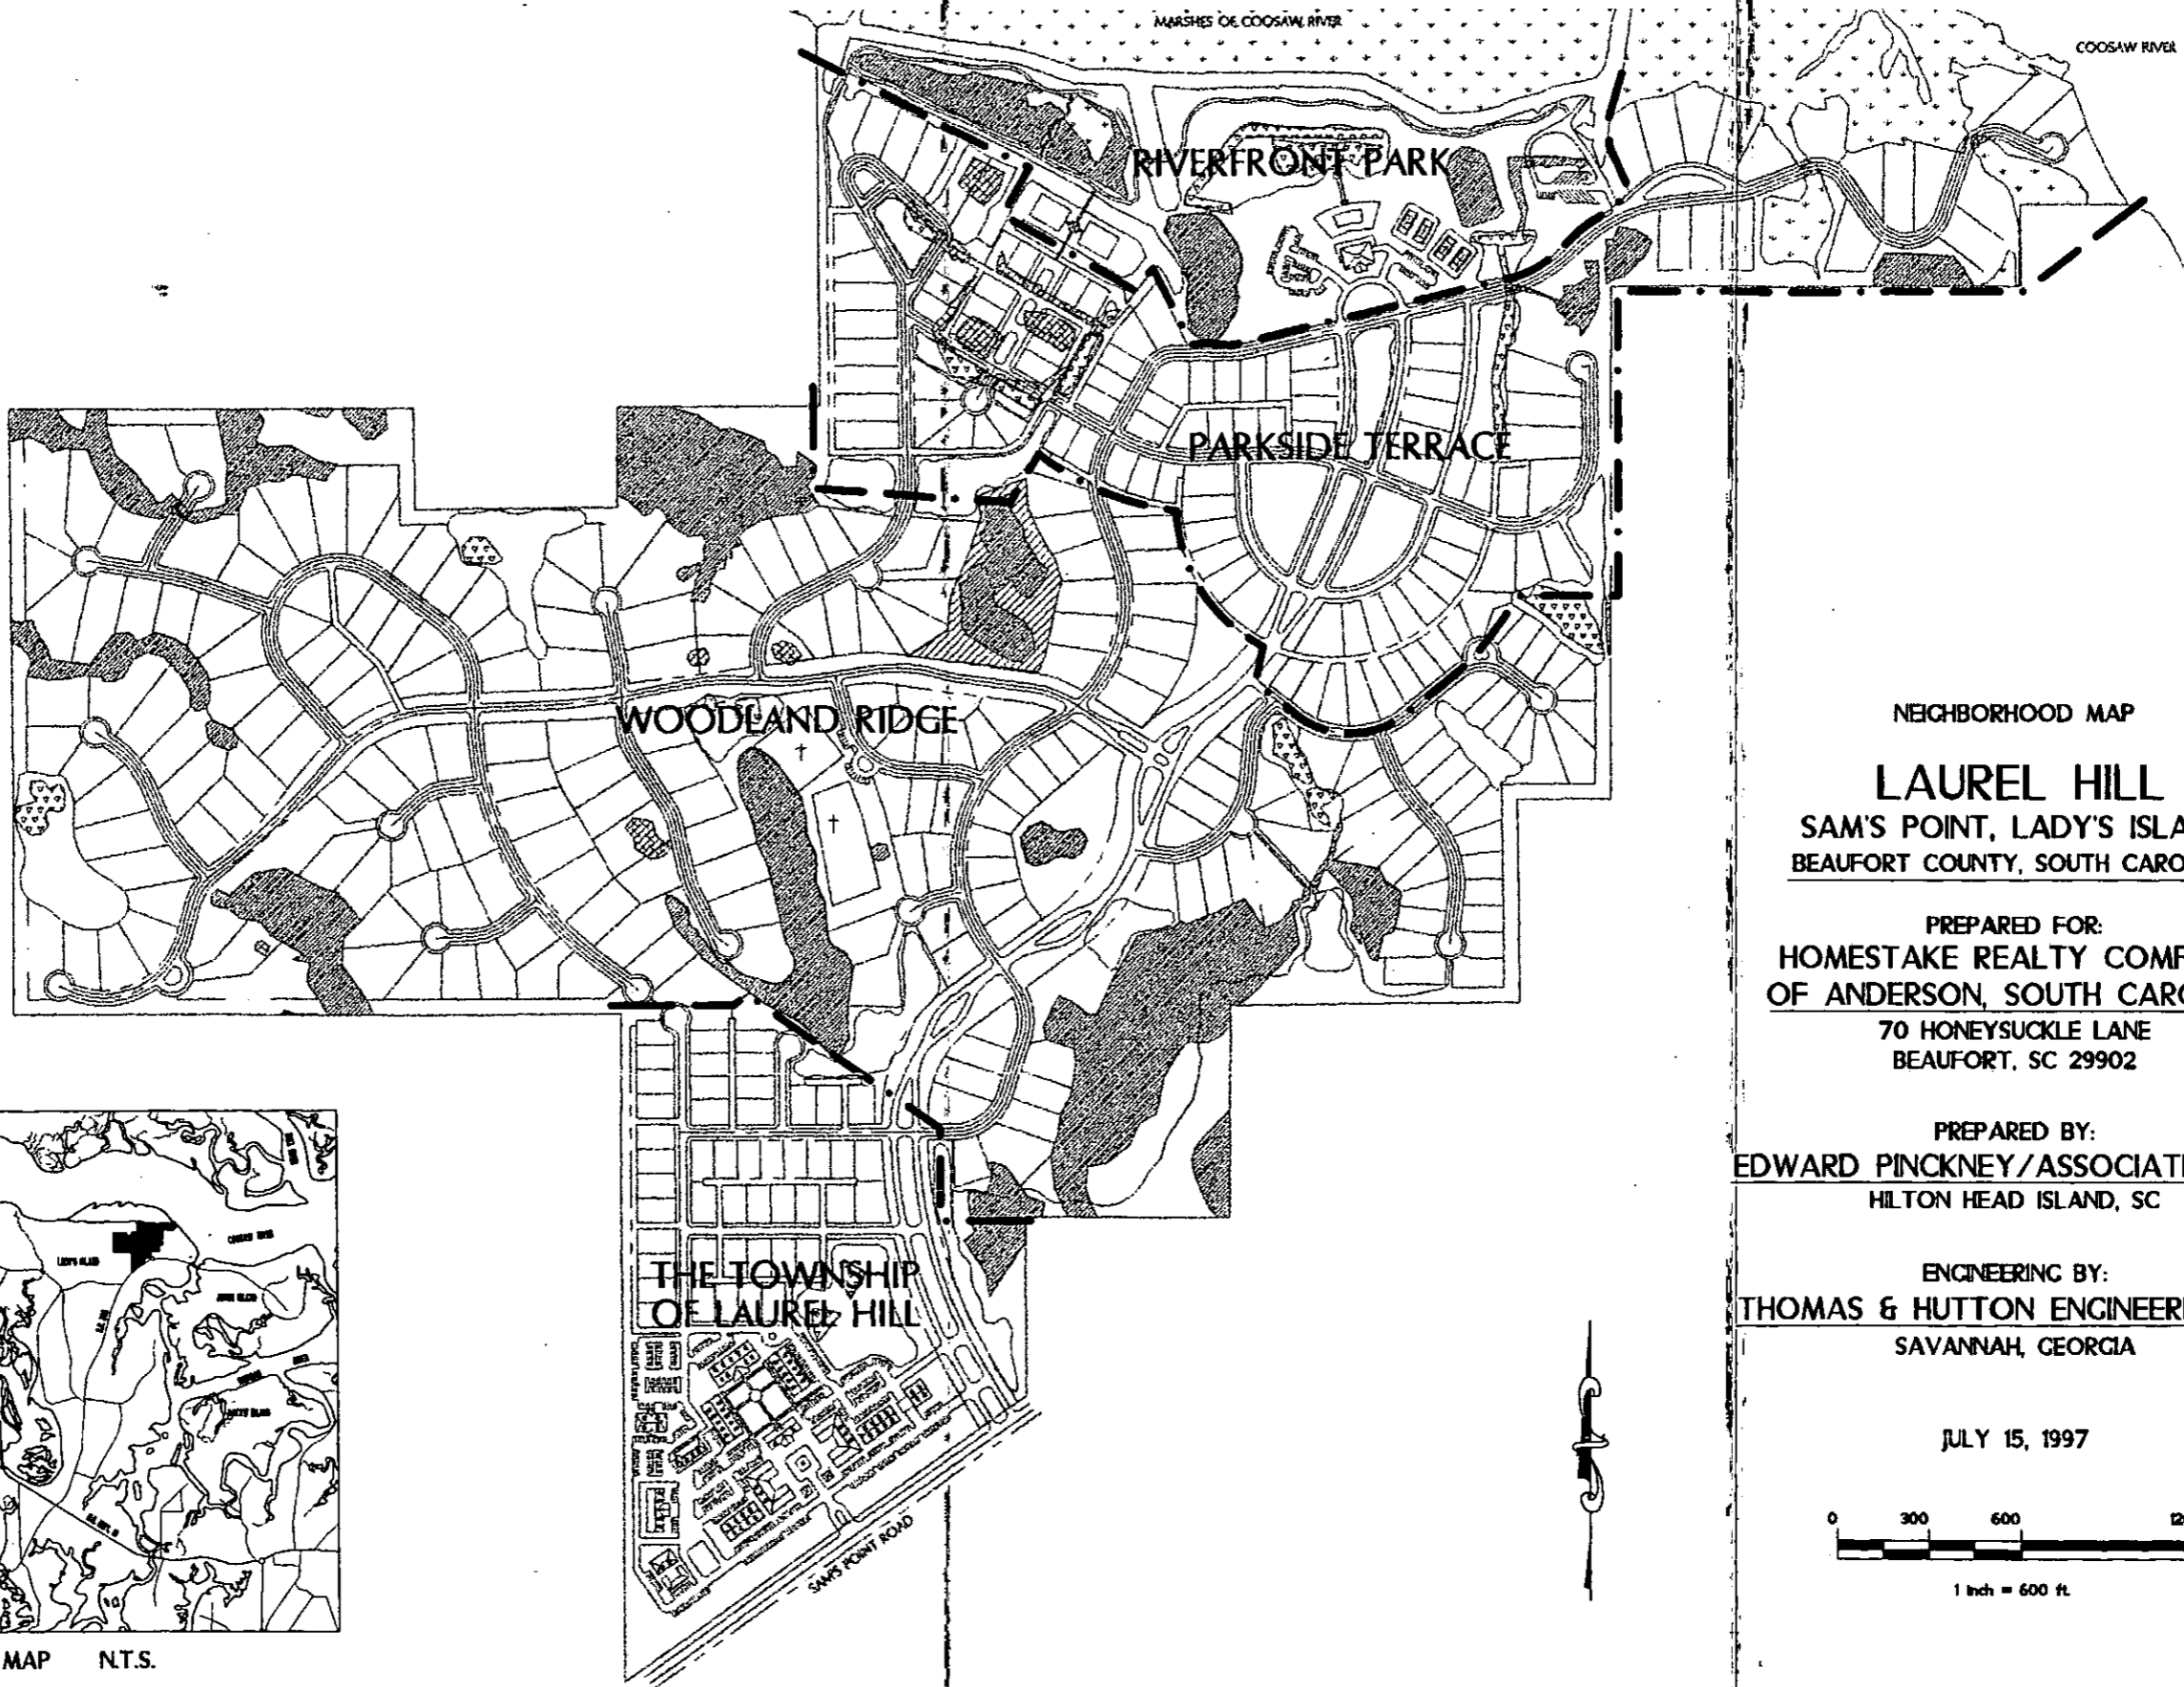 MARSHES OF COOSAW RIVER
COOSAW RIVER
RIVERFRONT PARK
PARKSIDE TERRACE
WOODLAND RIDGE
THE TOWNSHIP
OF LAUREL HILL
SAM'S POINT ROAD
NEIGHBORHOOD MAP
LAUREL HILL
SAM'S POINT, LADY'S ISLA
BEAUFORT COUNTY, SOUTH CARO
PREPARED FOR:
HOMESTAKE REALTY COMP
OF ANDERSON, SOUTH CARO
70 HONEYSUCKLE LANE
BEAUFORT, SC 29902
PREPARED BY:
EDWARD PINCKNEY/ASSOCIAT
HILTON HEAD ISLAND, SC
ENGINEERING BY:
THOMAS & HUTTON ENGINEER
SAVANNAH, GEORGIA
JULY 15, 1997
0 300 600 12
1 inch = 600 ft.
MAP N.T.S.